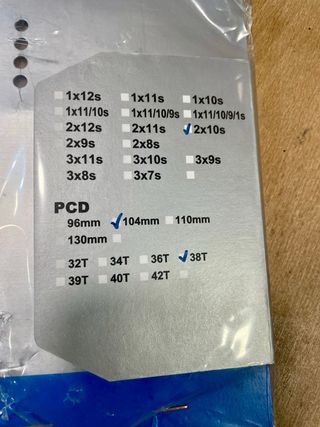 1x12s 1x11s 1x10s
1x11/10s 1x11/10/9s 1x11/10/9/1s
2x12s 2x11s 2x10s
2x9s 2x8s
3x11s 3x10s 3x9s
3x8s 3x7s
PCD
96mm 104mm 110mm
130mm
32T 34T 36T 38T
39T 40T 42T